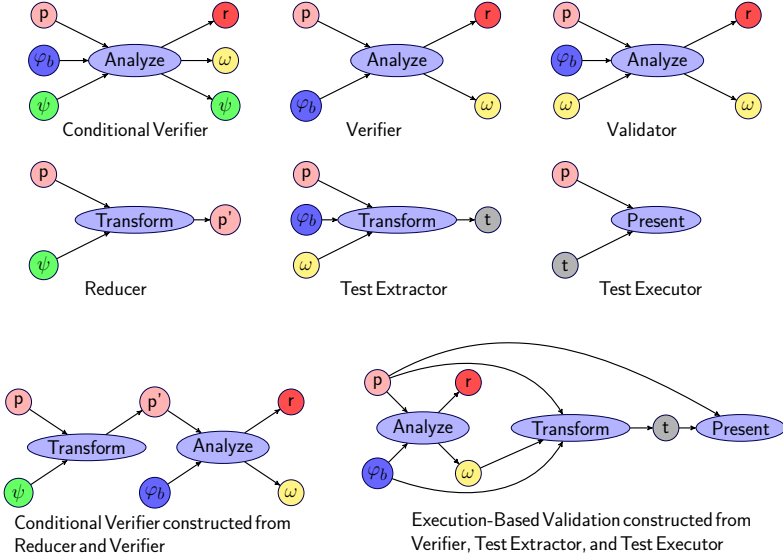 p
r
φb
Analyze
ω
ψ
ψ
Conditional Verifier
p
r
Analyze
φb
ω
Verifier
p
r
φb
Analyze
ω
ω
Validator
p
Transform
p'
ψ
Reducer
p
φb
Transform
t
ω
Test Extractor
p
Present
t
Test Executor
p
p'
r
Transform
Analyze
ψ
φb
ω
Conditional Verifier constructed from
Reducer and Verifier
p
r
Analyze
Transform
t
Present
φb
ω
Execution-Based Validation constructed from
Verifier, Test Extractor, and Test Executor